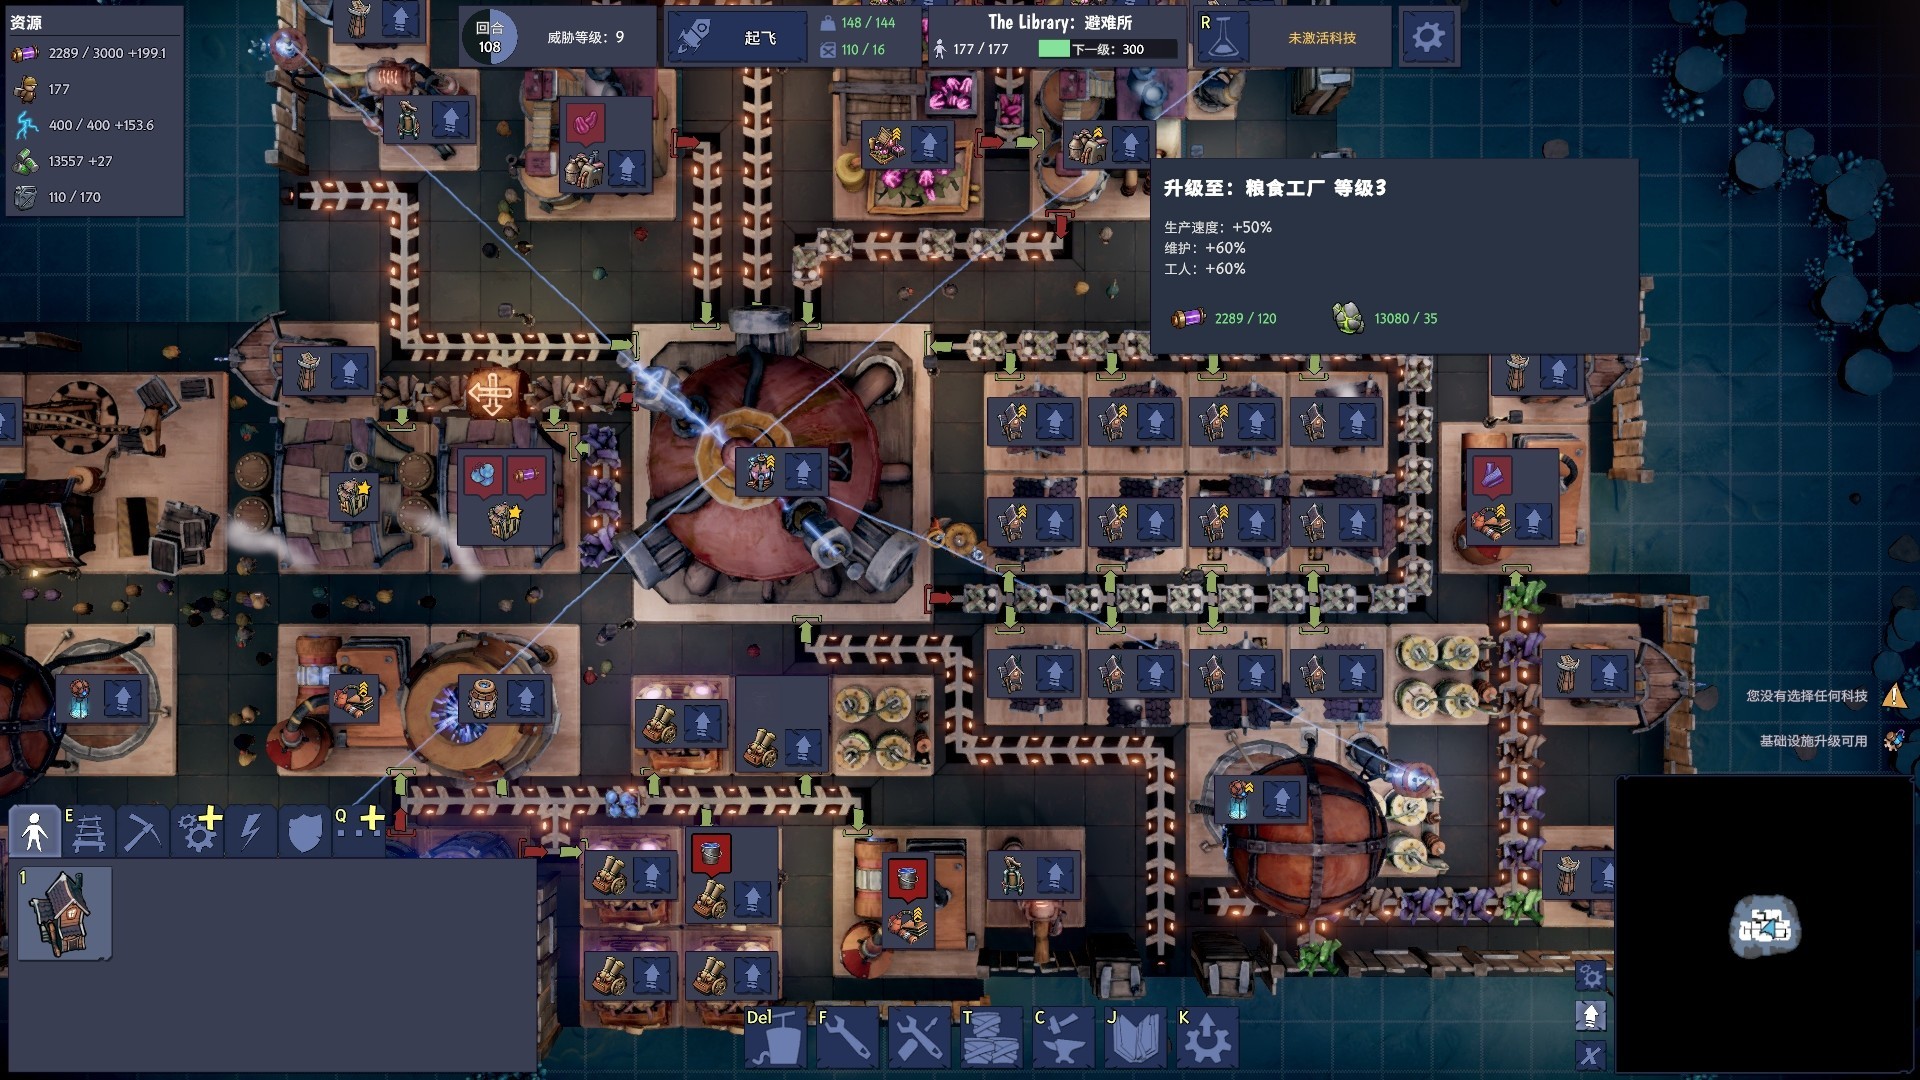 资源
2289 / 3000 +199.1
177
400 / 400 +153.6
13557 +27
110 / 170
回合
108
威胁等级：9
起飞
148 / 144
110 / 16
The Library：避难所
177 / 177
下一级：300
R
未激活科技
升级至：粮食工厂 等级3
生产速度：+50%
维护：+60%
工人：+60%
2289 / 120
13080 / 35
您没有选择任何科技
基础设施升级可用
E
Q
1
Del
F
T
C
J
K
X